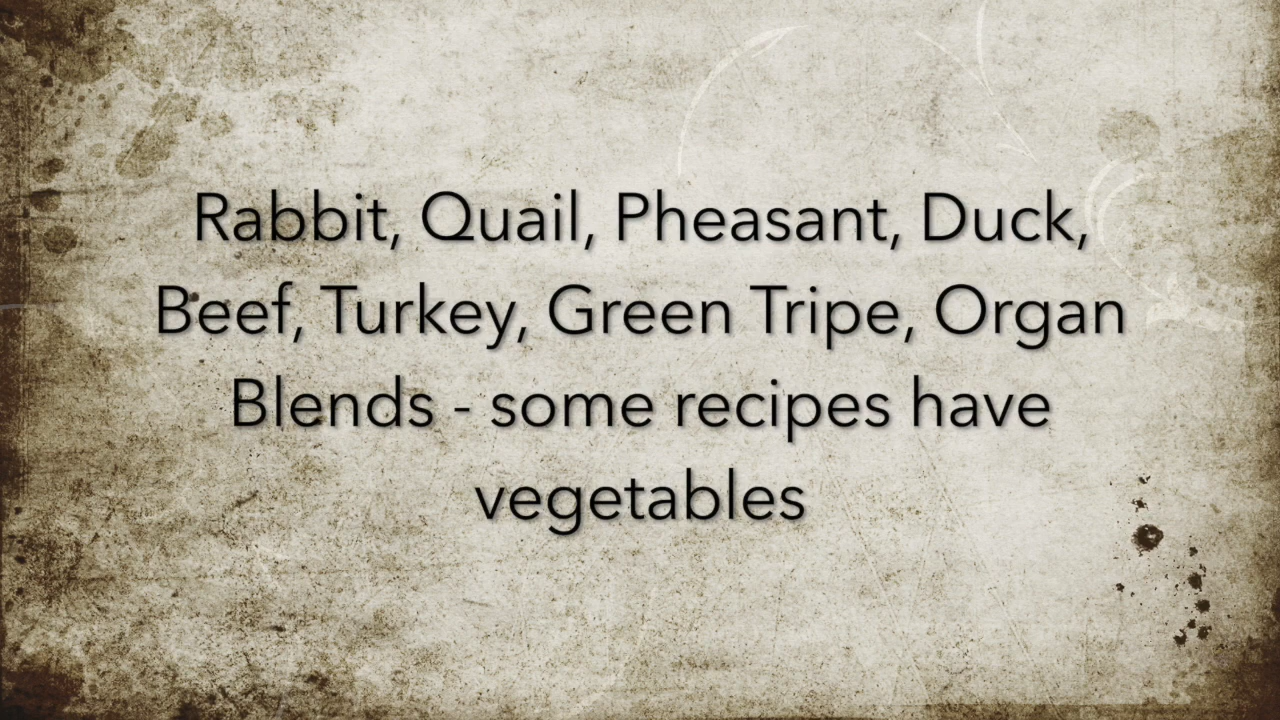 Rabbit, Quail, Pheasant, Duck,
Beef, Turkey, Green Tripe, Organ
Blends - some recipes have
vegetables